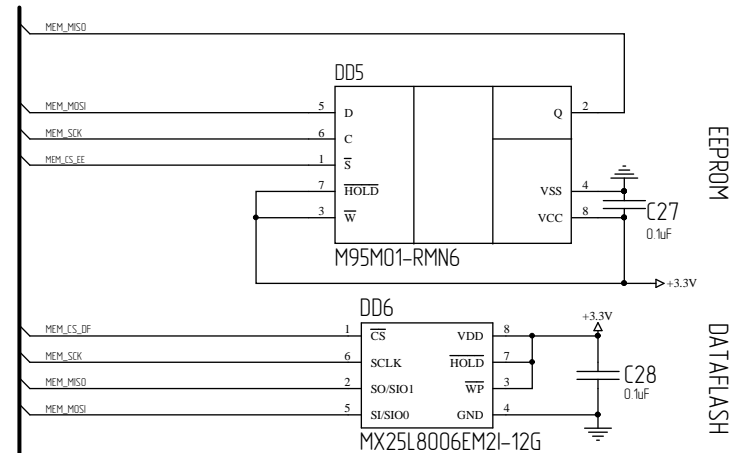 MEM_MISO
DD5
MEM_MOSI 5 D Q 2
MEM_SCK 6 C
MEM_CS_EE 1 S
7 HOLD VSS 4
3 W VCC 8
C27
0.1uF
M95M01-RMN6
+3.3V
EEPROM
DD6
+3.3V
MEM_CS_DF 1 CS VDD 8
MEM_SCK 6 SCLK HOLD 7
MEM_MISO 2 SO/SIO1 WP 3
MEM_MOSI 5 SI/SIO0 GND 4
C28
0.1uF
MX25L8006EM2I-12G
DATAFLASH